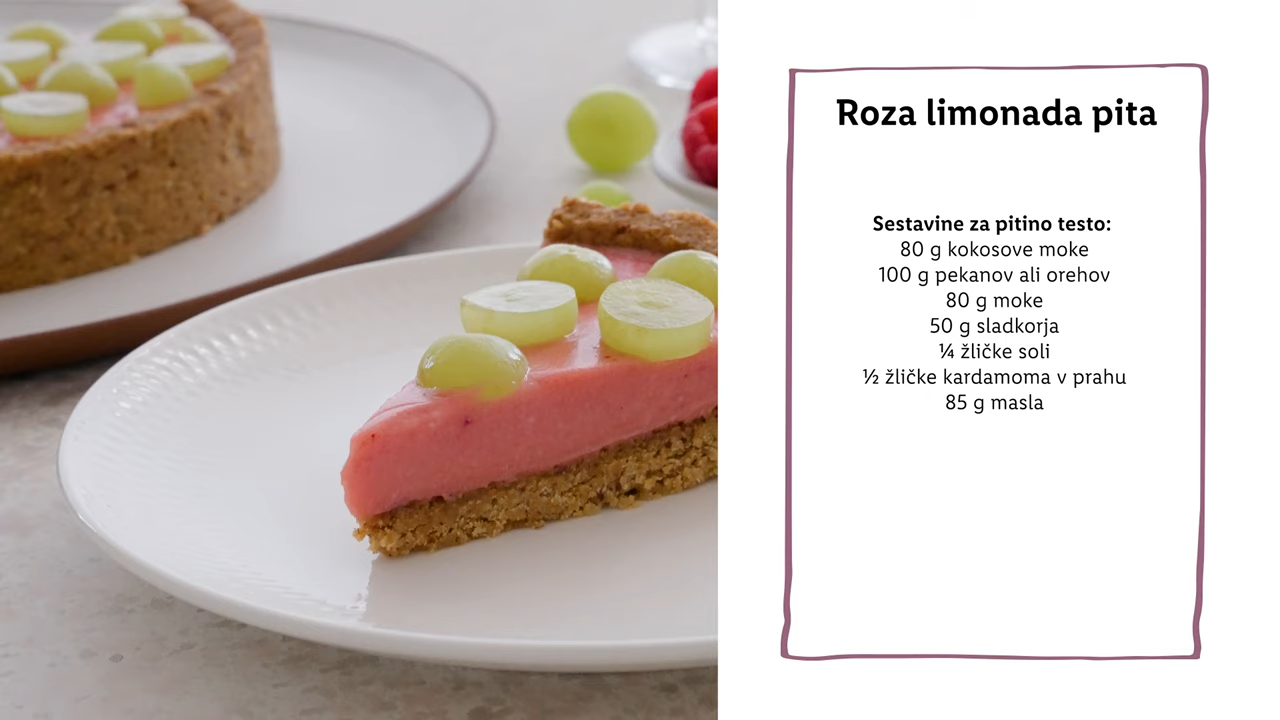 Roza limonada pita
Sestavine za pitino testo:
80 g kokosove moke
100 g pekanov ali orehov
80 g moke
50 g sladkorja
¼ žličke soli
½ žličke kardamoma v prahu
85 g masla